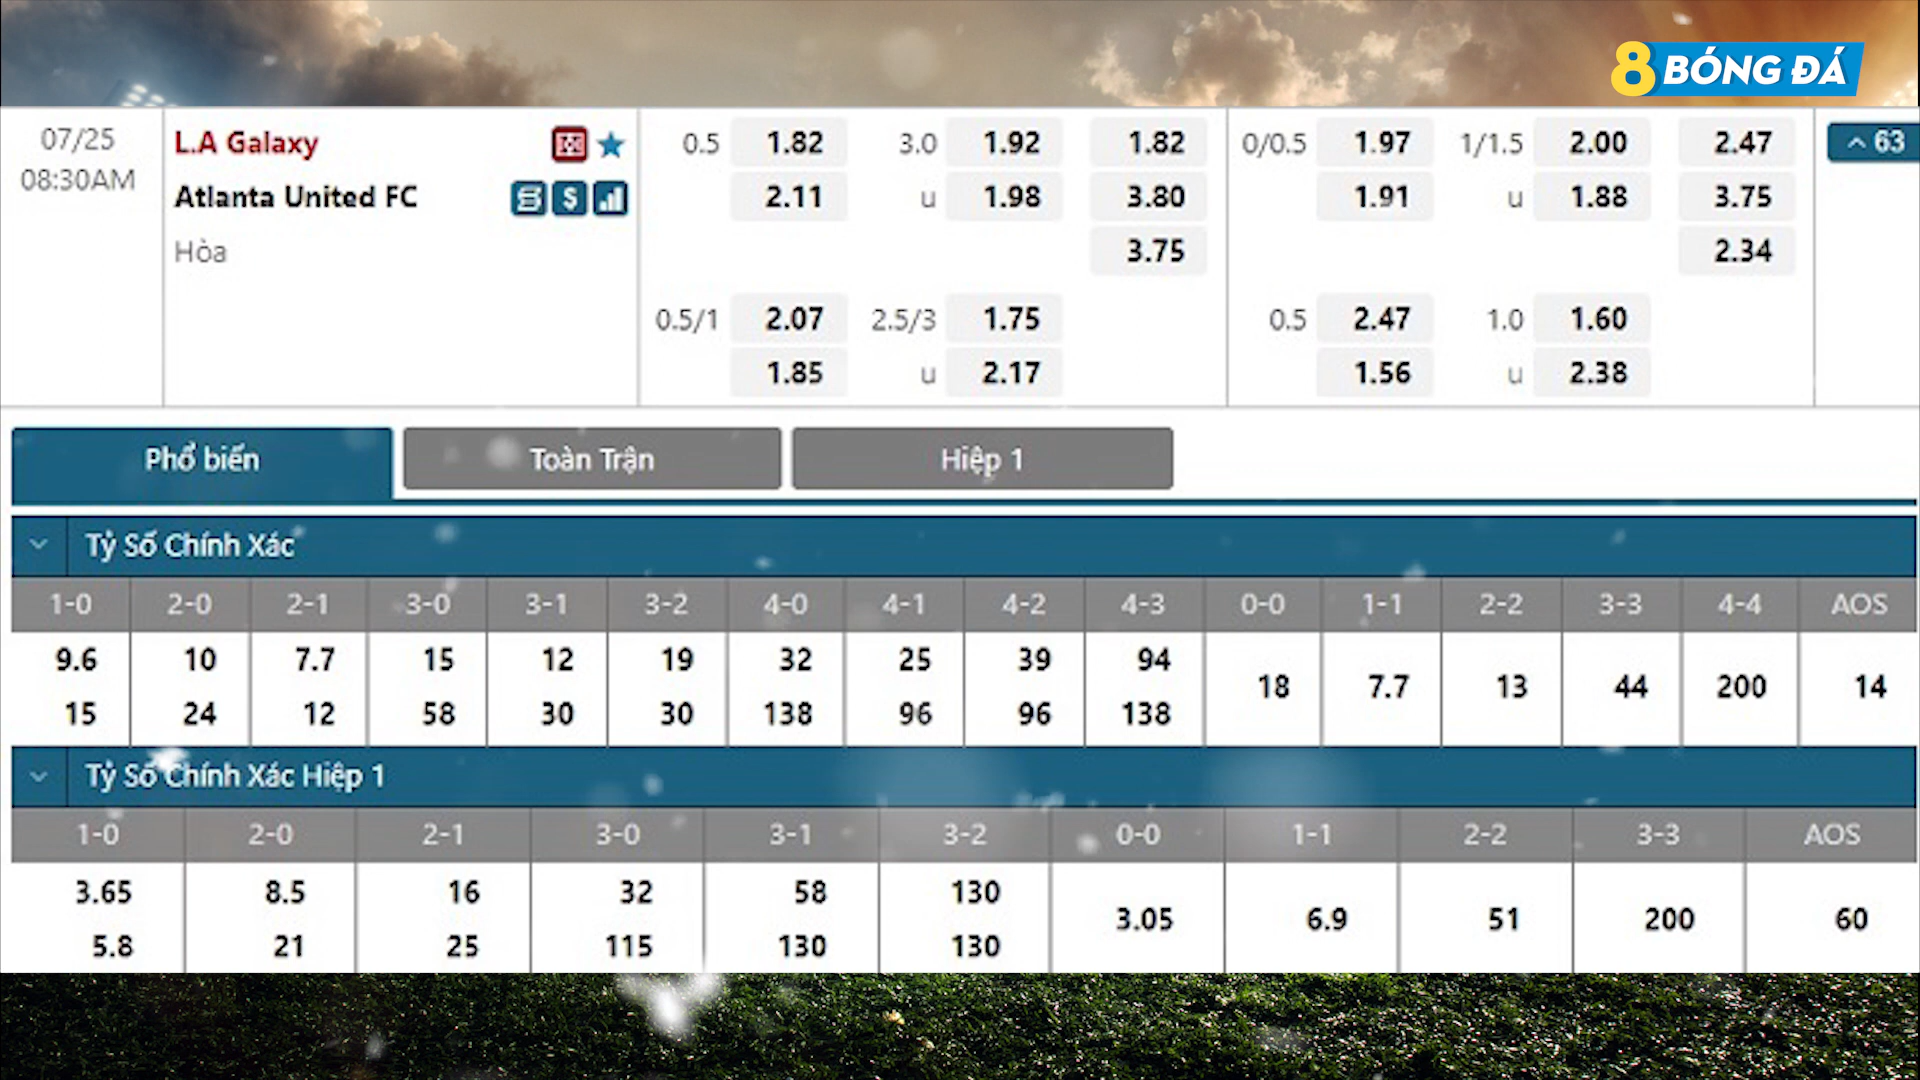 8 BÓNG ĐÁ
07/25 L.A Galaxy 0.5 1.82 3.0 1.92 1.82 0/0.5 1.97 1/1.5 2.00 2.47 63
08:30AM Atlanta United FC $ 2.11 u 1.98 3.80 1.91 u 1.88 3.75
Hòa 3.75 2.34
0.5/1 2.07 2.5/3 1.75 0.5 2.47 1.0 1.60
1.85 u 2.17 1.56 u 2.38
Phổ biến Toàn Trận Hiệp 1
Tỷ Số Chính Xác
1-0 2-0 2-1 3-0 3-1 3-2 4-0 4-1 4-2 4-3 0-0 1-1 2-2 3-3 4-4 AOS
9.6 10 7.7 15 12 19 32 25 39 94
18 7.7 13 44 200 14
15 24 12 58 30 30 138 96 96 138
Tỷ Số Chính Xác Hiệp 1
1-0 2-0 2-1 3-0 3-1 3-2 0-0 1-1 2-2 3-3 AOS
3.65 8.5 16 32 58 130
3.05 6.9 51 200 60
5.8 21 25 115 130 130